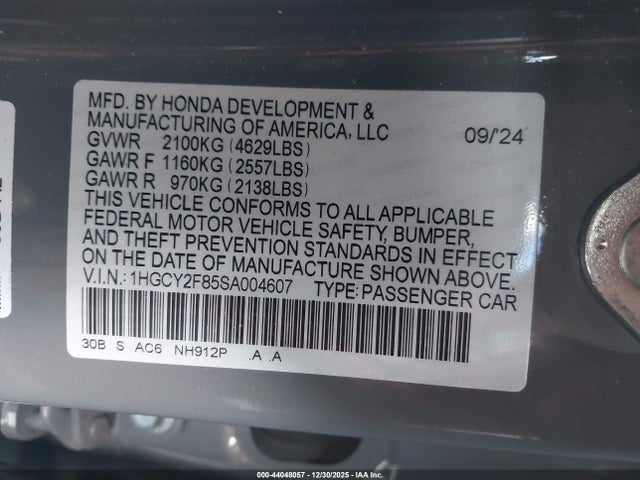 MFD. BY HONDA DEVELOPMENT &
MANUFACTURING OF AMERICA, LLC 09/'24
GVWR 2100KG (4629LBS)
GAWR F 1160KG (2557LBS)
GAWR R 970KG (2138LBS)
THIS VEHICLE CONFORMS TO ALL APPLICABLE
FEDERAL MOTOR VEHICLE SAFETY, BUMPER,
AND THEFT PREVENTION STANDARDS IN EFFECT
ON THE DATE OF MANUFACTURE SHOWN ABOVE.
V.I.N.: 1HGCY2F85SA004607 TYPE: PASSENGER CAR
30B S AC6 NH912P .A .A
000-44048057 - 12/30/2025 - IAA Inc.